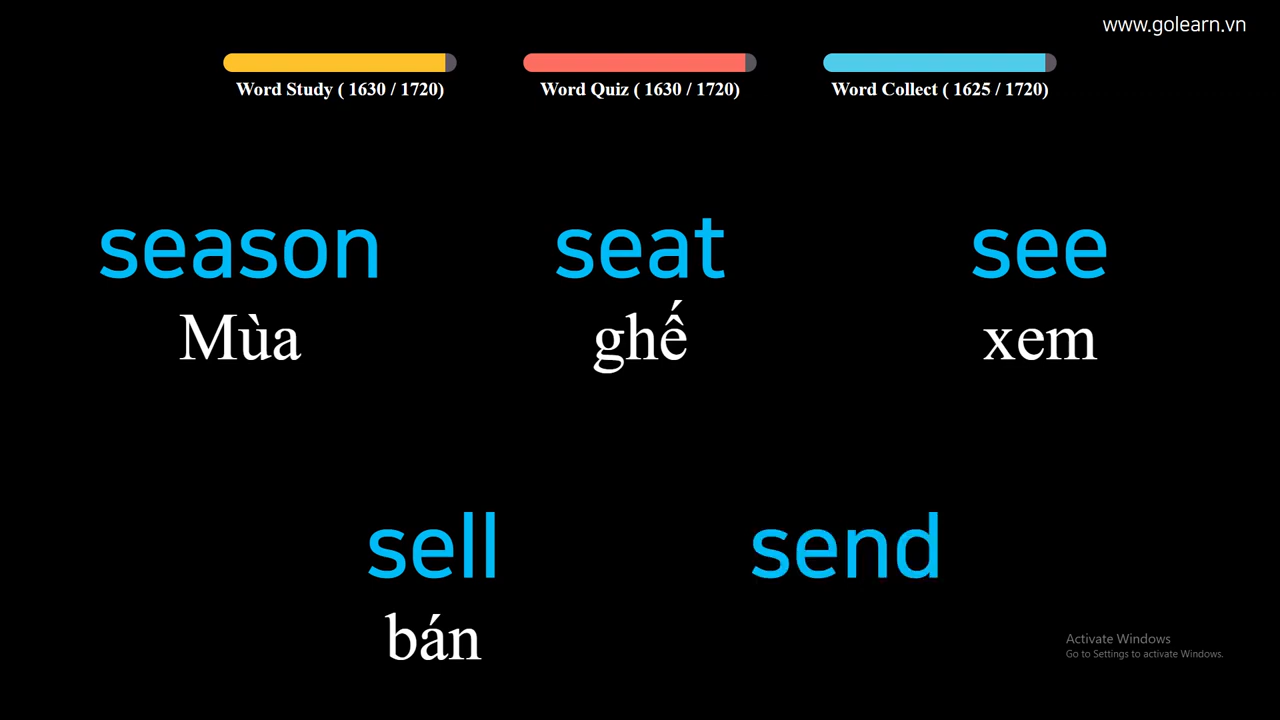 www.golearn.vn
Word Study ( 1630 / 1720) Word Quiz ( 1630 / 1720) Word Collect ( 1625 / 1720)
season seat see
Mùa ghế xem
sell send
bán
Activate Windows
Go to Settings to activate Windows.